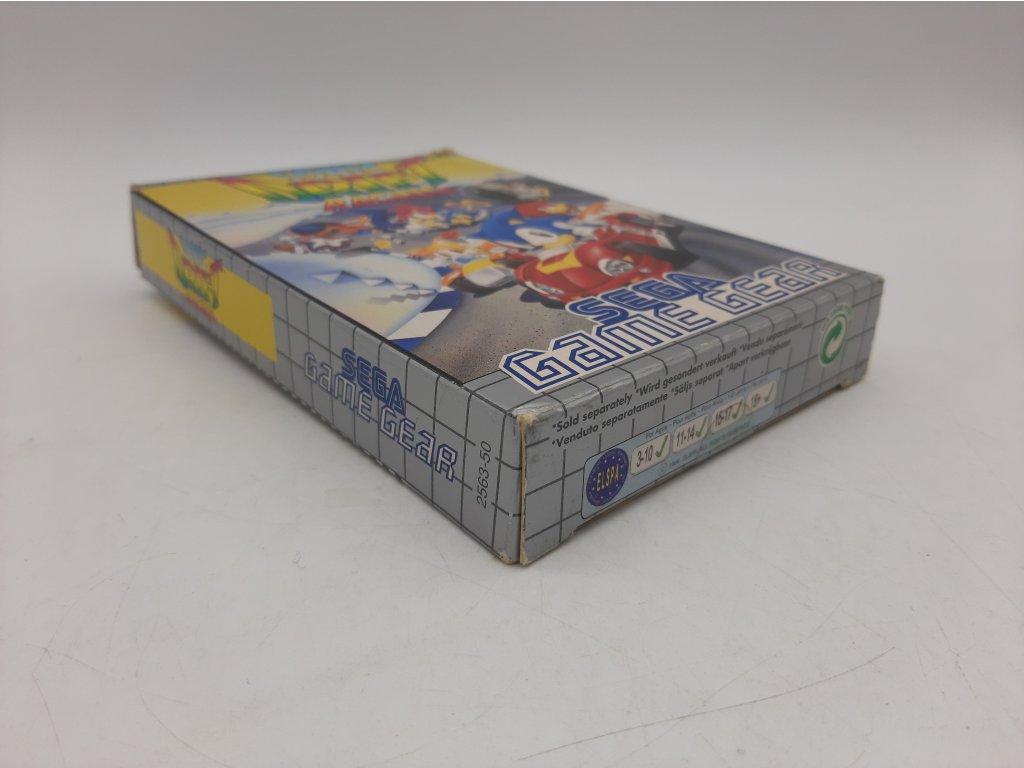 SEGA
GAME GEAR
SEGA
GAME GEAR
2563-50
*Sold separately *Wird gesondert verkauft *Vendu séparément
*Venduto separatamente *Säljs separat *Apart verkrijgbaar
ELSPA
3-10 11-14 15-17 18+